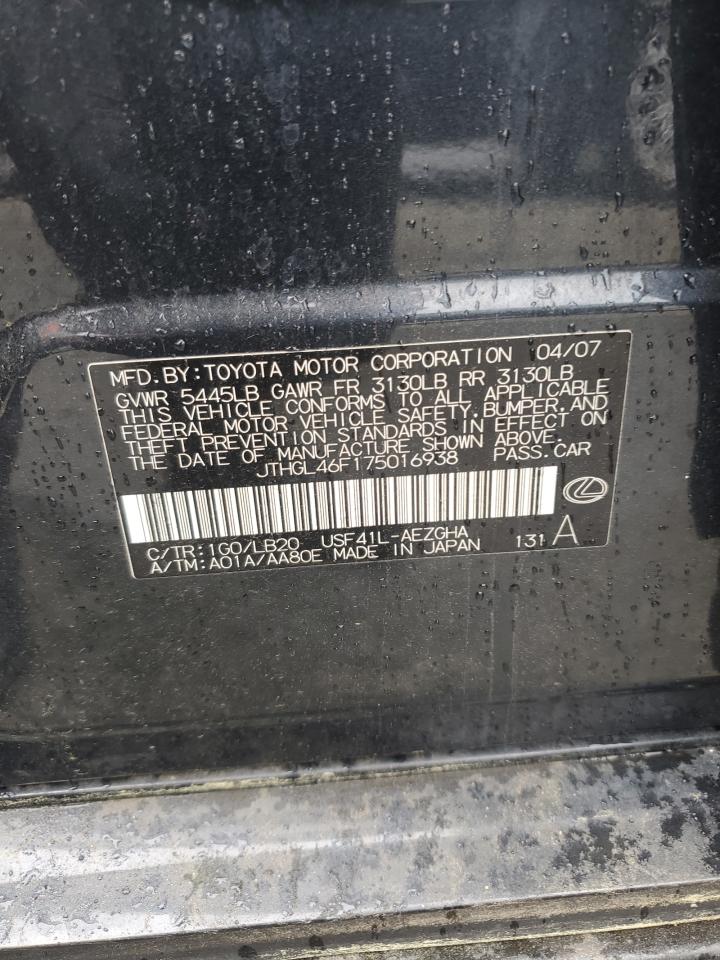 MFD.BY:TOYOTA MOTOR CORPORATION 04/07
GVWR 5445LB GAWR FR 3130LB RR 3130LB
THIS VEHICLE CONFORMS TO ALL APPLICABLE
FEDERAL MOTOR VEHICLE SAFETY,BUMPER,AND
THEFT PREVENTION STANDARDS IN EFFECT ON
THE DATE OF MANUFACTURE SHOWN ABOVE.
JTHGL46F175016938 PASS.CAR
C/TR:1G0/LB20 USF41L-AEZGHA
A/TM:A01A/AA80E MADE IN JAPAN 131 A